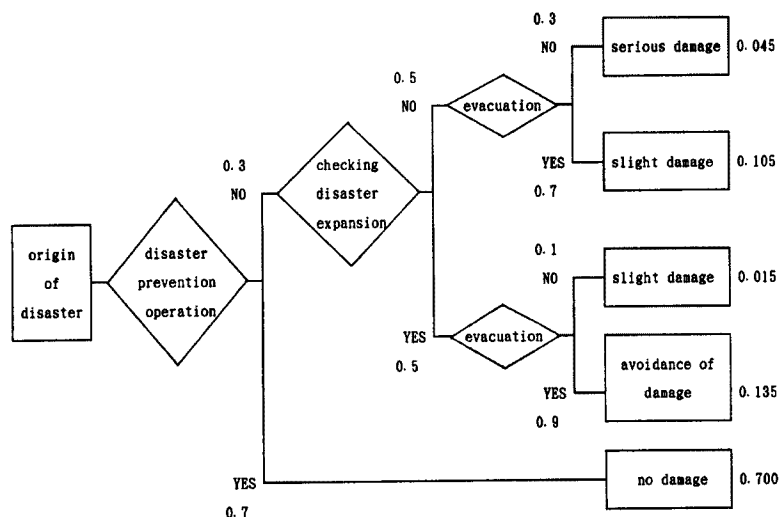 0.3
NO
serious damage
0.045
0.5
NO
evacuation
YES
0.7
slight damage
0.105
0.3
NO
checking
disaster
expansion
origin
of
disaster
disaster
prevention
operation
0.1
NO
slight damage
0.015
YES
0.5
evacuation
YES
0.9
avoidance of
damage
0.135
YES
0.7
no damage
0.700